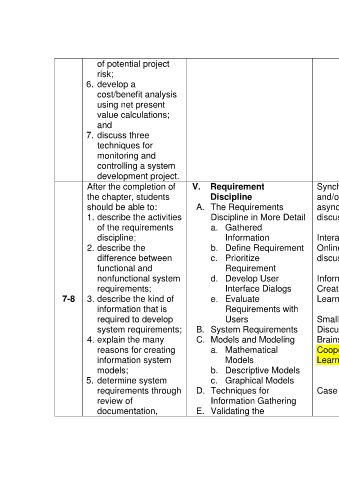 of potential project
risk;
6. develop a
cost/benefit analysis
using net present
value calculations;
and
7. discuss three
techniques for
monitoring and
controlling a system
development project.
7-8
After the completion of
the chapter, students
should be able to:
1. describe the activities
of the requirements
discipline;
2. describe the
difference between
functional and
nonfunctional system
requirements;
3. describe the kind of
information that is
required to develop
system requirements;
4. explain the many
reasons for creating
information system
models;
5. determine system
requirements through
review of
documentation,
V. Requirement
Discipline
A. The Requirements
Discipline in More Detail
a. Gathered
Information
b. Define Requirement
c. Prioritize
Requirement
d. Develop User
Interface Dialogs
e. Evaluate
Requirements with
Users
B. System Requirements
C. Models and Modeling
a. Mathematical
Models
b. Descriptive Models
c. Graphical Models
D. Techniques for
Information Gathering
E. Validating the
Synch
and/o
async
discus
Intera
Online
discus
Inform
Creat
Learn
Small
Discu
Brains
Coope
Learn
Case